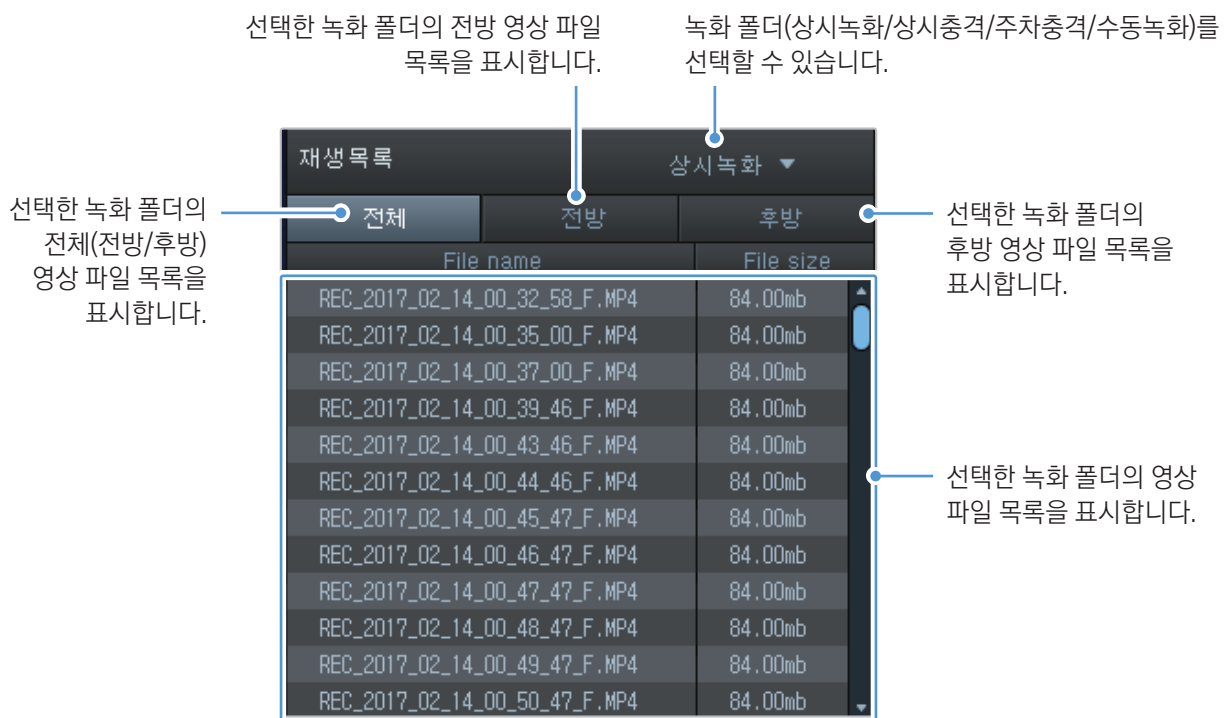 선택한 녹화 폴더의 전방 영상 파일
목록을 표시합니다.
녹화 폴더(상시녹화/상시충격/주차충격/수동녹화)를
선택할 수 있습니다.
재생목록
상시녹화 ▼
선택한 녹화 폴더의
전체(전방/후방)
영상 파일 목록을
표시합니다.
전체
전방
후방
선택한 녹화 폴더의
후방 영상 파일 목록을
표시합니다.
File name File size
REC_2017_02_14_00_32_58_F.MP4 84.00mb
REC_2017_02_14_00_35_00_F.MP4 84.00mb
REC_2017_02_14_00_37_00_F.MP4 84.00mb
REC_2017_02_14_00_39_46_F.MP4 84.00mb
REC_2017_02_14_00_43_46_F.MP4 84.00mb
REC_2017_02_14_00_44_46_F.MP4 84.00mb
REC_2017_02_14_00_45_47_F.MP4 84.00mb
REC_2017_02_14_00_46_47_F.MP4 84.00mb
REC_2017_02_14_00_47_47_F.MP4 84.00mb
REC_2017_02_14_00_48_47_F.MP4 84.00mb
REC_2017_02_14_00_49_47_F.MP4 84.00mb
REC_2017_02_14_00_50_47_F.MP4 84.00mb
선택한 녹화 폴더의 영상
파일 목록을 표시합니다.